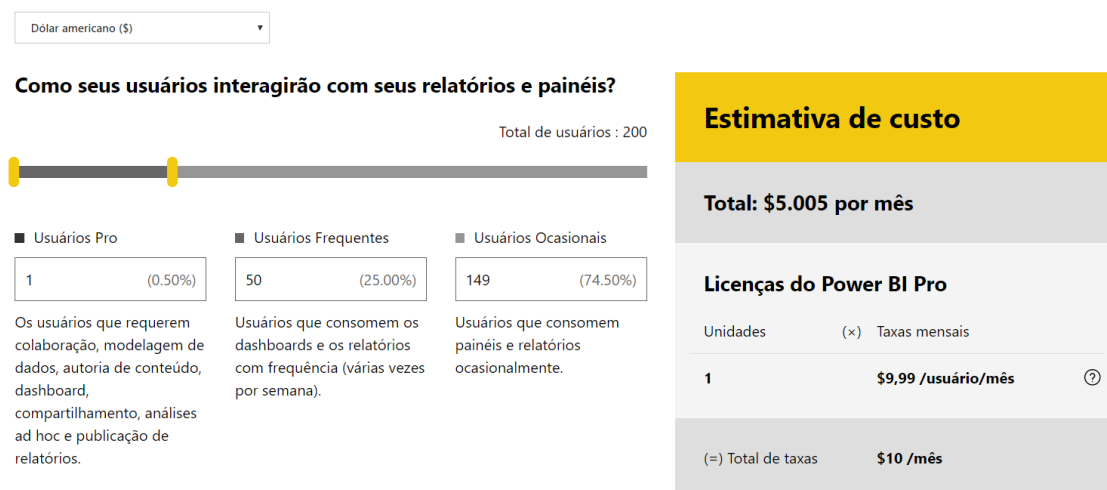 Dólar americano ($)
Como seus usuários interagirão com seus relatórios e painéis?
Total de usuários : 200
Usuários Pro
1 (0.50%)
Os usuários que requerem
colaboração, modelagem de
dados, autoria de conteúdo,
dashboard,
compartilhamento, análises
ad hoc e publicação de
relatórios.
Usuários Frequentes
50 (25.00%)
Usuários que consomem os
dashboards e os relatórios
com frequência (várias vezes
por semana).
Usuários Ocasionais
149 (74.50%)
Usuários que consomem
painéis e relatórios
ocasionalmente.
Estimativa de custo
Total: $5.005 por mês
Licenças do Power BI Pro
Unidades (×) Taxas mensais
1 $9,99 /usuário/mês ?
(=) Total de taxas $10 /mês